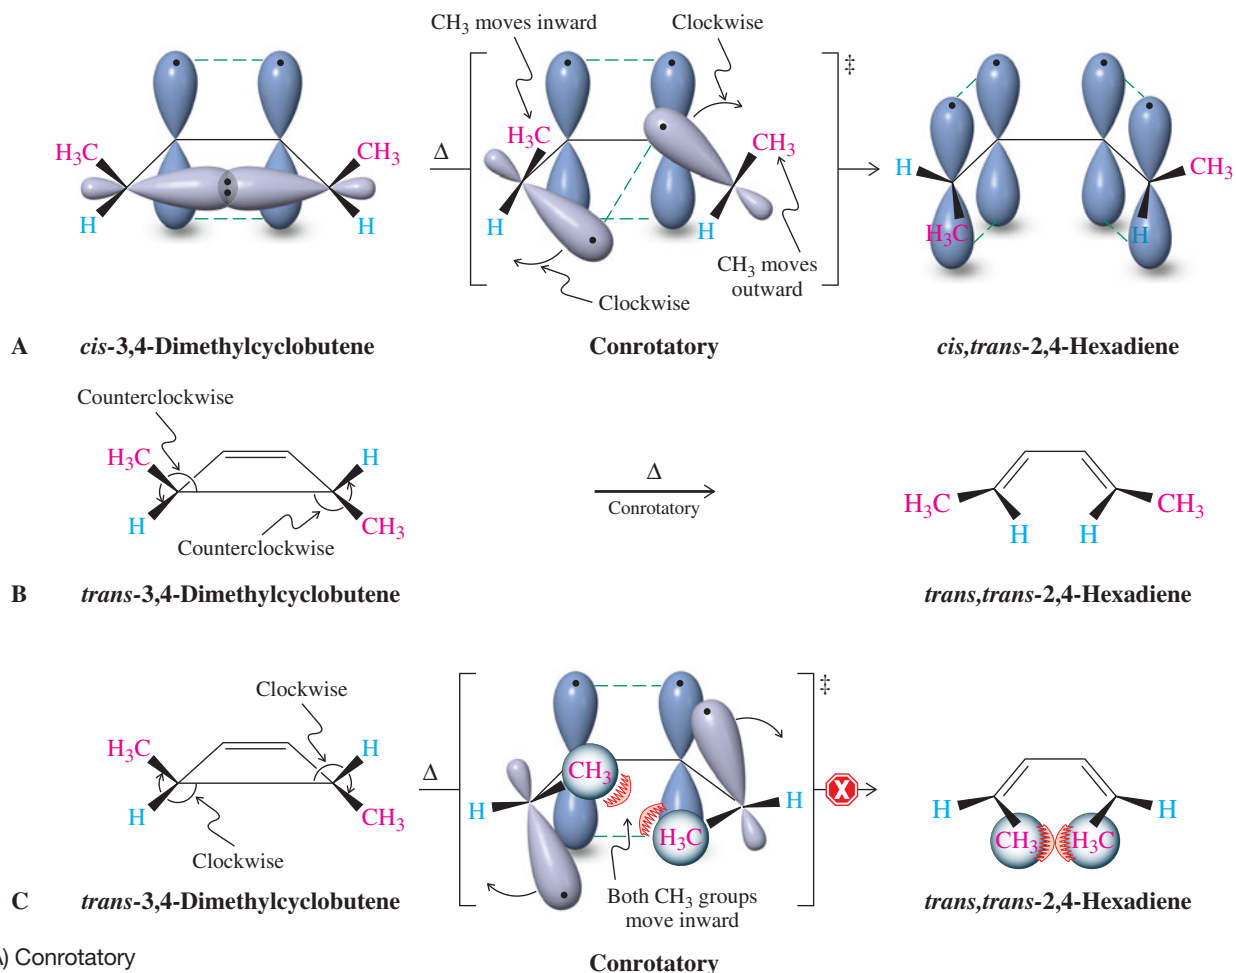 CH₃ moves inward
Clockwise
H₃C
CH₃
H
H
Δ
H₃C
CH₃
H
H
‡
CH₃ moves
outward
Clockwise
H
CH₃
H₃C
H
A cis-3,4-Dimethylcyclobutene Conrotatory cis,trans-2,4-Hexadiene
Counterclockwise
H₃C
H
H
CH₃
Counterclockwise
Δ
Conrotatory
H₃C
CH₃
H
H
B trans-3,4-Dimethylcyclobutene trans,trans-2,4-Hexadiene
Clockwise
H₃C
H
H
CH₃
Clockwise
Δ
CH₃
H
H
H₃C
‡
X
Both CH₃ groups
move inward
H
H
CH₃
H₃C
C trans-3,4-Dimethylcyclobutene trans,trans-2,4-Hexadiene
) Conrotatory
Conrotatory